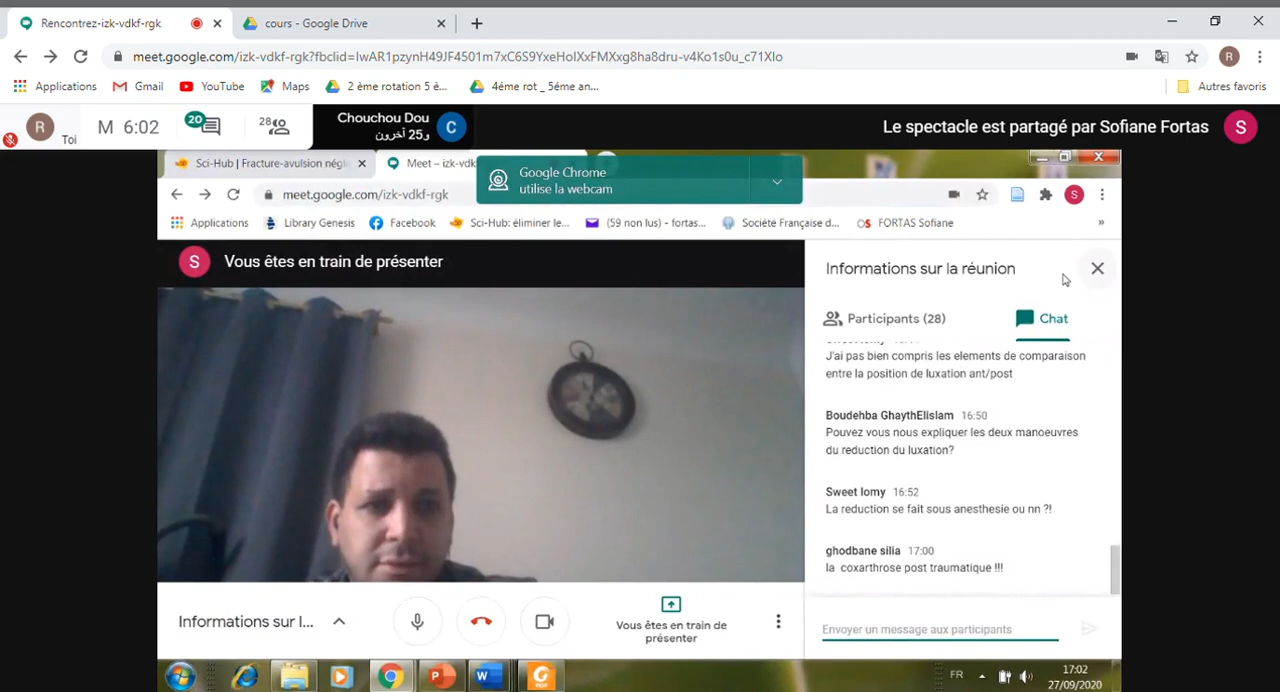 Rencontrez-izk-vdkf-rgk
cours - Google Drive
meet.google.com/izk-vdkf-rgk?fbclid=IwAR1pzynH49JF4501m7xC6S9YxeHoIXxFMXxg8ha8dru-v4Ko1s0u_c71XIo
R
Applications
Gmail
YouTube
Maps
2 ème rotation 5 è...
4éme rot _ 5éme an...
Autres favoris
R
Toi
M 6:02
20
28
Chouchou Dou
و25 آخرون
C
Le spectacle est partagé par Sofiane Fortas
S
Sci-Hub | Fracture-avulsion négl
Meet – izk-vd
Google Chrome
utilise la webcam
meet.google.com/izk-vdkf-rgk
S
Applications
Library Genesis
Facebook
Sci-Hub: éliminer le...
(59 non lus) - fortas...
Société Française d...
OS FORTAS Sofiane
»
S
Vous êtes en train de présenter
Informations sur la réunion
Participants (28)
Chat
J'ai pas bien compris les elements de comparaison
entre la position de luxation ant/post
Boudehba GhaythElislam 16:50
Pouvez vous nous expliquer les deux manoeuvres
du reduction du luxation?
Sweet lomy 16:52
La reduction se fait sous anesthesie ou nn ?!
ghodbane silia 17:00
la coxarthrose post traumatique !!!
Envoyer un message aux participants
Informations sur l...
Vous êtes en train de
présenter
FR
17:02
27/09/2020